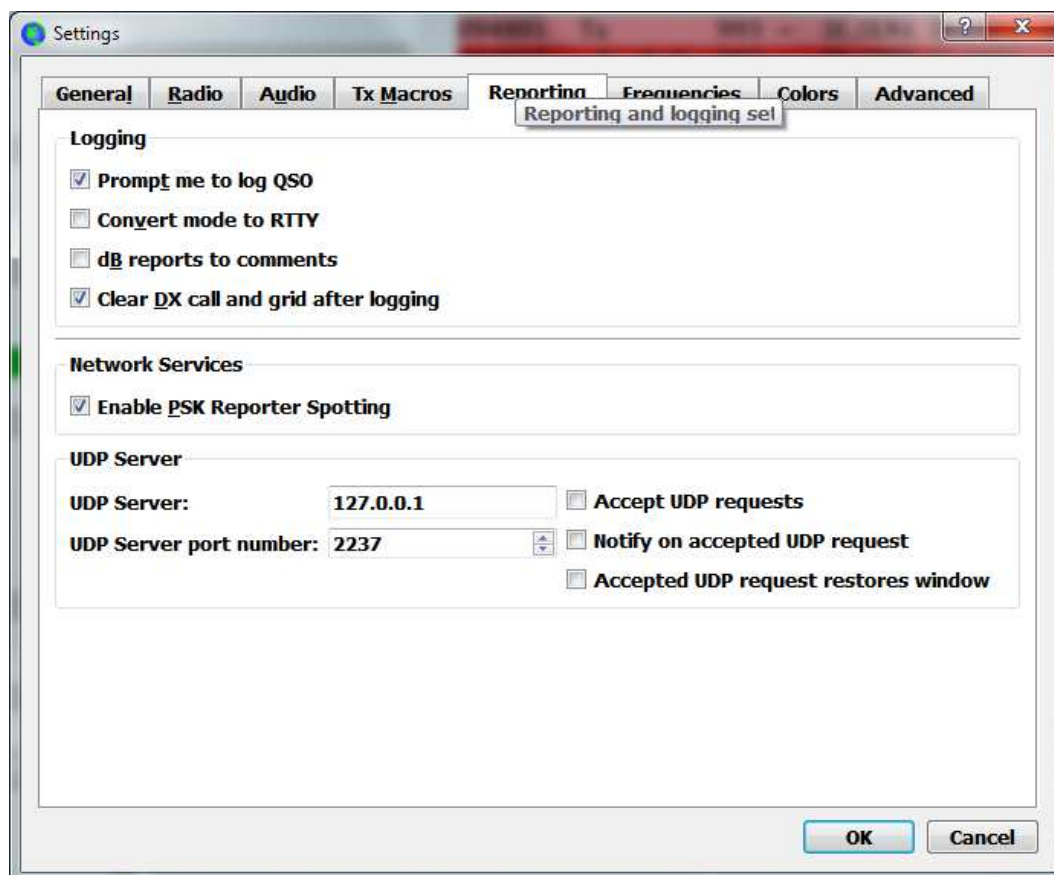 Settings
General Radio Audio Tx Macros Reporting Frequencies Colors Advanced
Reporting and logging set
Logging
Prompt me to log QSO
Convert mode to RTTY
dB reports to comments
Clear DX call and grid after logging
Network Services
Enable PSK Reporter Spotting
UDP Server
UDP Server: 127.0.0.1 Accept UDP requests
UDP Server port number: 2237 Notify on accepted UDP request
Accepted UDP request restores window
OK Cancel